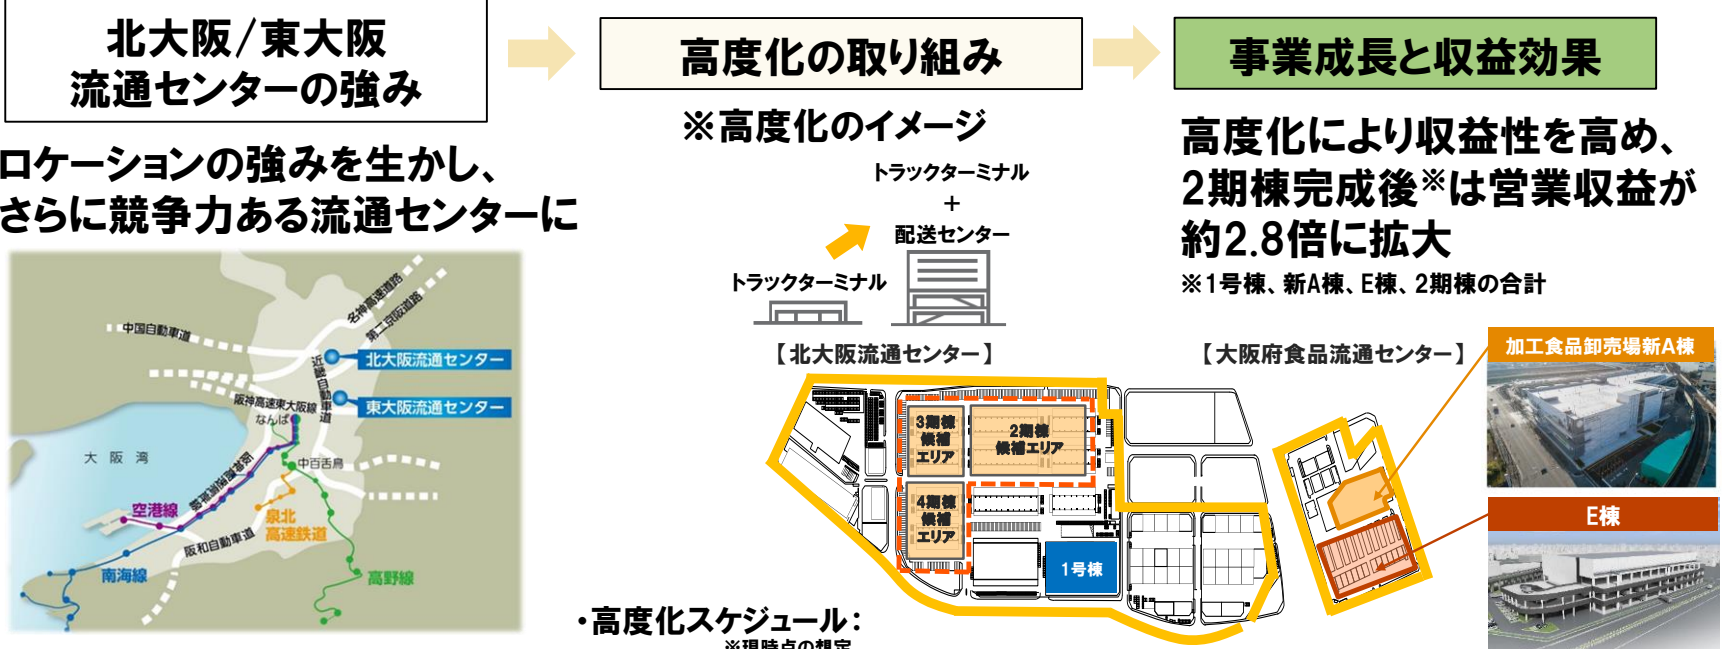 北大阪/東大阪
流通センターの強み
高度化の取り組み
事業成長と収益効果
ロケーションの強みを生かし、
さらに競争力ある流通センターに
中国自動車道
名神高速道路
第二京阪道路
近畿自動車道
北大阪流通センター
東大阪流通センター
阪神高速東大阪線
なんば
大阪湾
中百舌鳥
空港線
泉北
高速鉄道
阪和自動車道
南海線
高野線
※高度化のイメージ
トラックターミナル
+
配送センター
トラックターミナル
【北大阪流通センター】
3期棟
候補
エリア
2期棟
候補エリア
4期棟
候補
エリア
1号棟
・高度化スケジュール：
※現時点の想定
高度化により収益性を高め、
2期棟完成後※は営業収益が
約2.8倍に拡大
※1号棟、新A棟、E棟、2期棟の合計
【大阪府食品流通センター】
加工食品卸売場新A棟
E棟